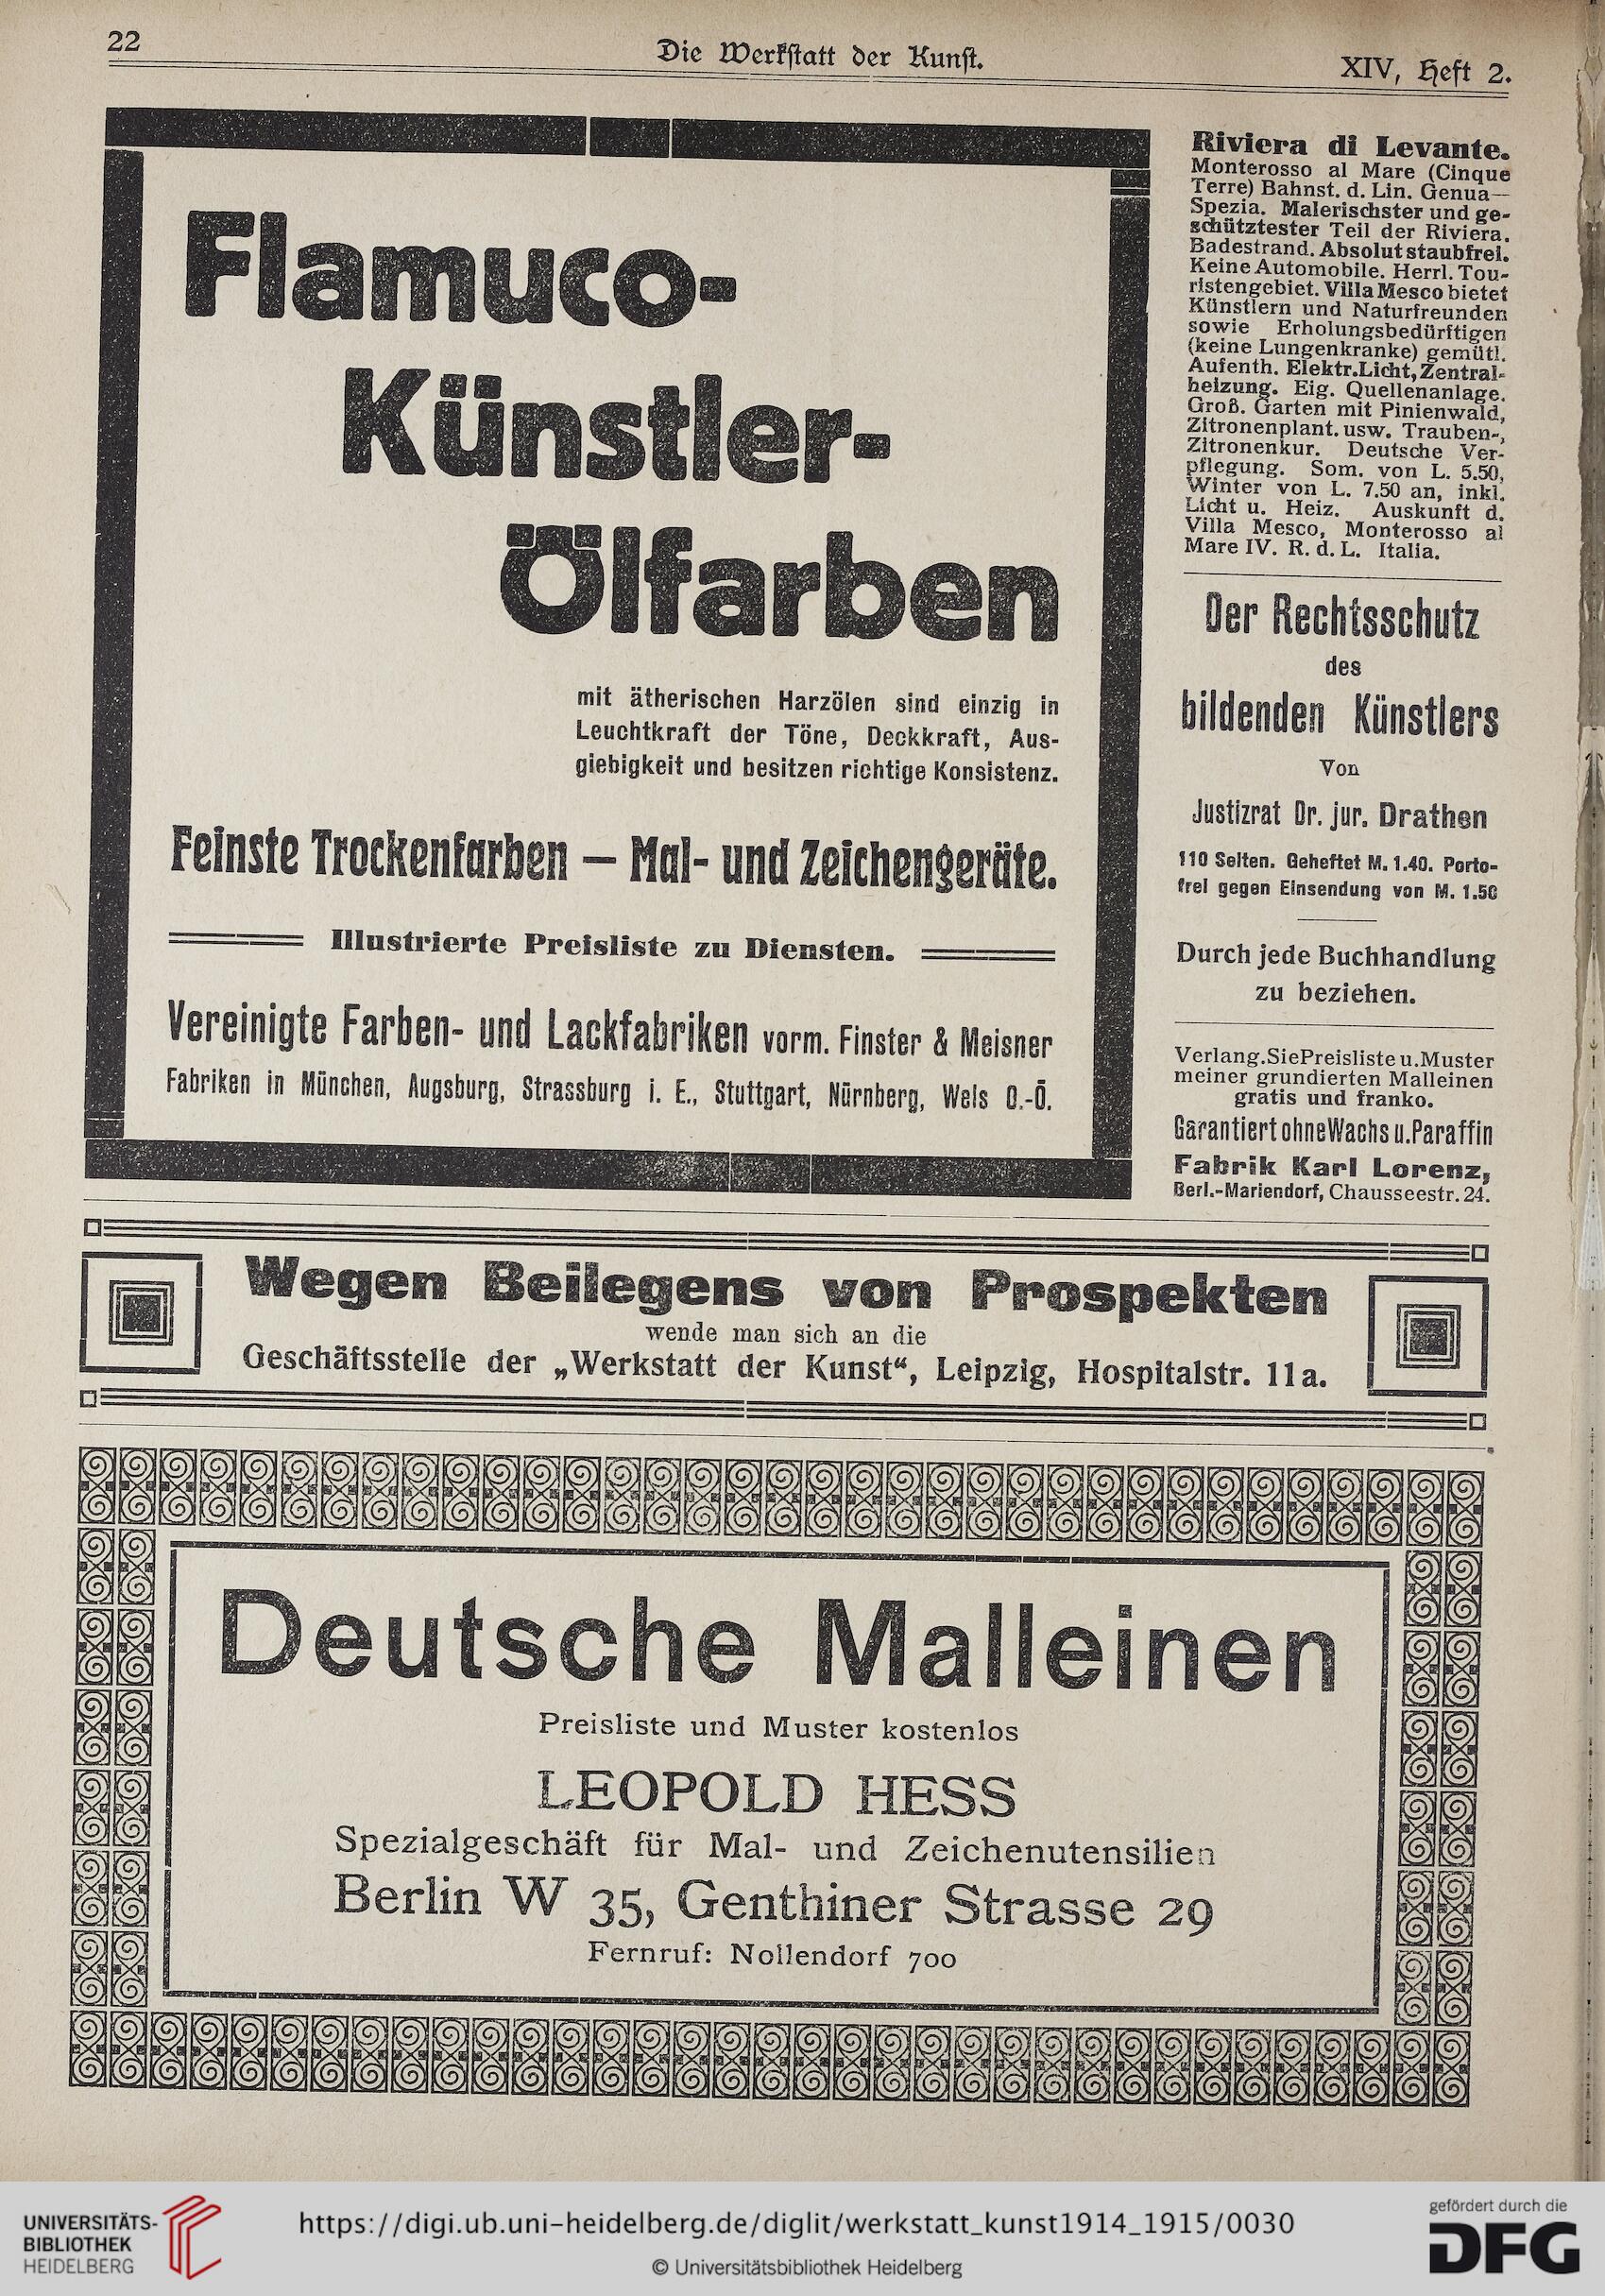 22
Die Werkstatt der Kunst.
XIV, Heft 2.
Flamuco-
Künstler-
Ölfarben
mit ätherischen Harzölen sind einzig in
Leuchtkraft der Töne, Deckkraft, Aus-
giebigkeit und besitzen richtige Konsistenz.
Feinste Trockenfarben — Mal- und Zeichengeräte.
Illustrierte Preisliste zu Diensten.
Vereinigte Farben- und Lackfabriken vorm. Finster & Meisner
Fabriken in München, Augsburg, Strassburg i. E., Stuttgart, Nürnberg, Wels O.-Ö.
Riviera di Levante.
Monterosso al Mare (Cinque
Terre) Bahnst. d. Lin. Genua—
Spezia. Malerischster und ge-
schütztester Teil der Riviera.
Badestrand. Absolut staubfrei.
Keine Automobile. Herrl. Tou-
ristengebiet. Villa Mesco bietet
Künstlern und Naturfreunden
sowie Erholungsbedürftigen
(keine Lungenkranke) gemütl.
Aufenth. Elektr. Licht, Zentral-
heizung. Eig. Quellenanlage.
Groß. Garten mit Pinienwald,
Zitronenplant. usw. Trauben-,
Zitronenkur. Deutsche Ver-
pflegung. Som. von L. 5.50,
Winter von L. 7.50 an, inkl.
Licht u. Heiz. Auskunft d.
Villa Mesco, Monterosso al
Mare IV. R. d. L. Italia.
Der Rechtsschutz
des
bildenden Künstlers
Von
Justizrat Dr. jur. Drathen
110 Seiten. Geheftet M. 1.40. Porto-
frei gegen Einsendung von M. 1.50
Durch jede Buchhandlung
zu beziehen.
Verlang. Sie Preisliste u. Muster
meiner grundierten Malleinen
gratis und franko.
Garantiert ohne Wachs u. Paraffin
Fabrik Karl Lorenz,
Berl.-Mariendorf, Chausseestr. 24.
Wegen Beilegens von Prospekten
wende man sich an die
Geschäftsstelle der „Werkstatt der Kunst“, Leipzig, Hospitalstr. 11a.
Deutsche Malleinen
Preisliste und Muster kostenlos
LEOPOLD HESS
Spezialgeschäft für Mal- und Zeichenutensilien
Berlin W 35, Genthiner Strasse 29
Fernruf: Nollendorf 700
UNIVERSITÄTS-
BIBLIOTHEK
HEIDELBERG
https://digi.ub.uni-heidelberg.de/diglit/werkstatt_kunst1914_1915/0030
© Universitätsbibliothek Heidelberg
gefördert durch die
DFG